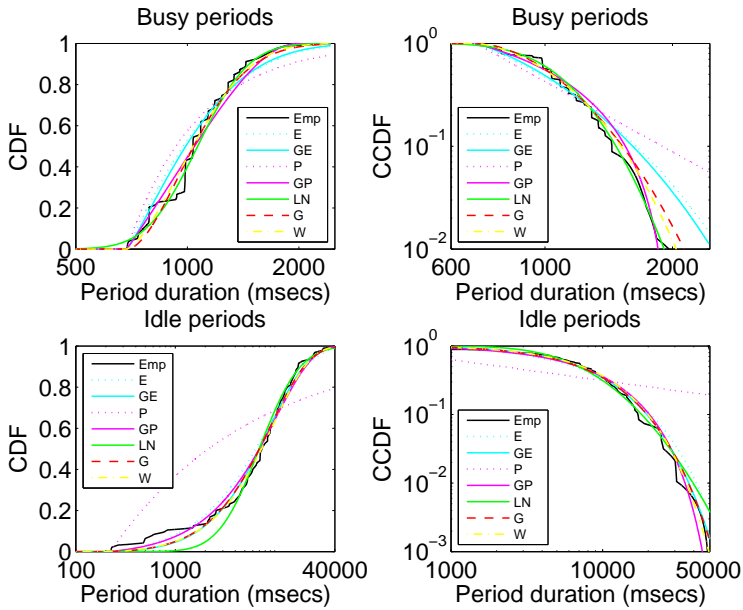 Busy periods
CDF
1
0.8
0.6
0.4
0.2
0
500
1000
2000
Period duration (msecs)
Emp
E
GE
P
GP
LN
G
W
Busy periods
CCDF
10^0
10^-1
10^-2
600
1000
2000
Period duration (msecs)
Emp
E
GE
P
GP
LN
G
W
Idle periods
CDF
1
0.8
0.6
0.4
0.2
0
100
1000
40000
Period duration (msecs)
Emp
E
GE
P
GP
LN
G
W
Idle periods
CCDF
10^0
10^-1
10^-2
10^-3
1000
10000
50000
Period duration (msecs)
Emp
E
GE
P
GP
LN
G
W